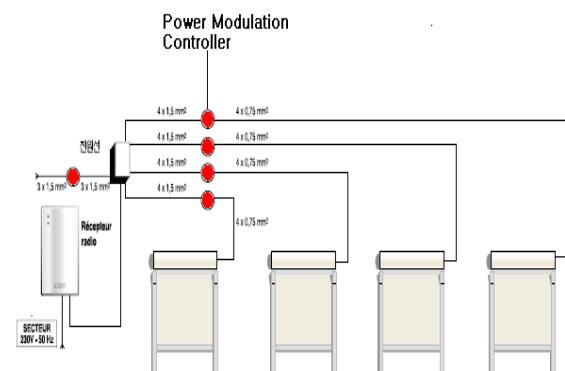 Power Modulation
Controller
4 x 1,5 mm²
4 x 0,75 mm²
4 x 1,5 mm²
4 x 0,75 mm²
전원선
4 x 1,5 mm²
4 x 0,75 mm²
3 x 1,5 mm²
3 x 1,5 mm²
4 x 1,5 mm²
4 x 0,75 mm²
Récepteur
radio
SECTEUR
230V - 50 Hz